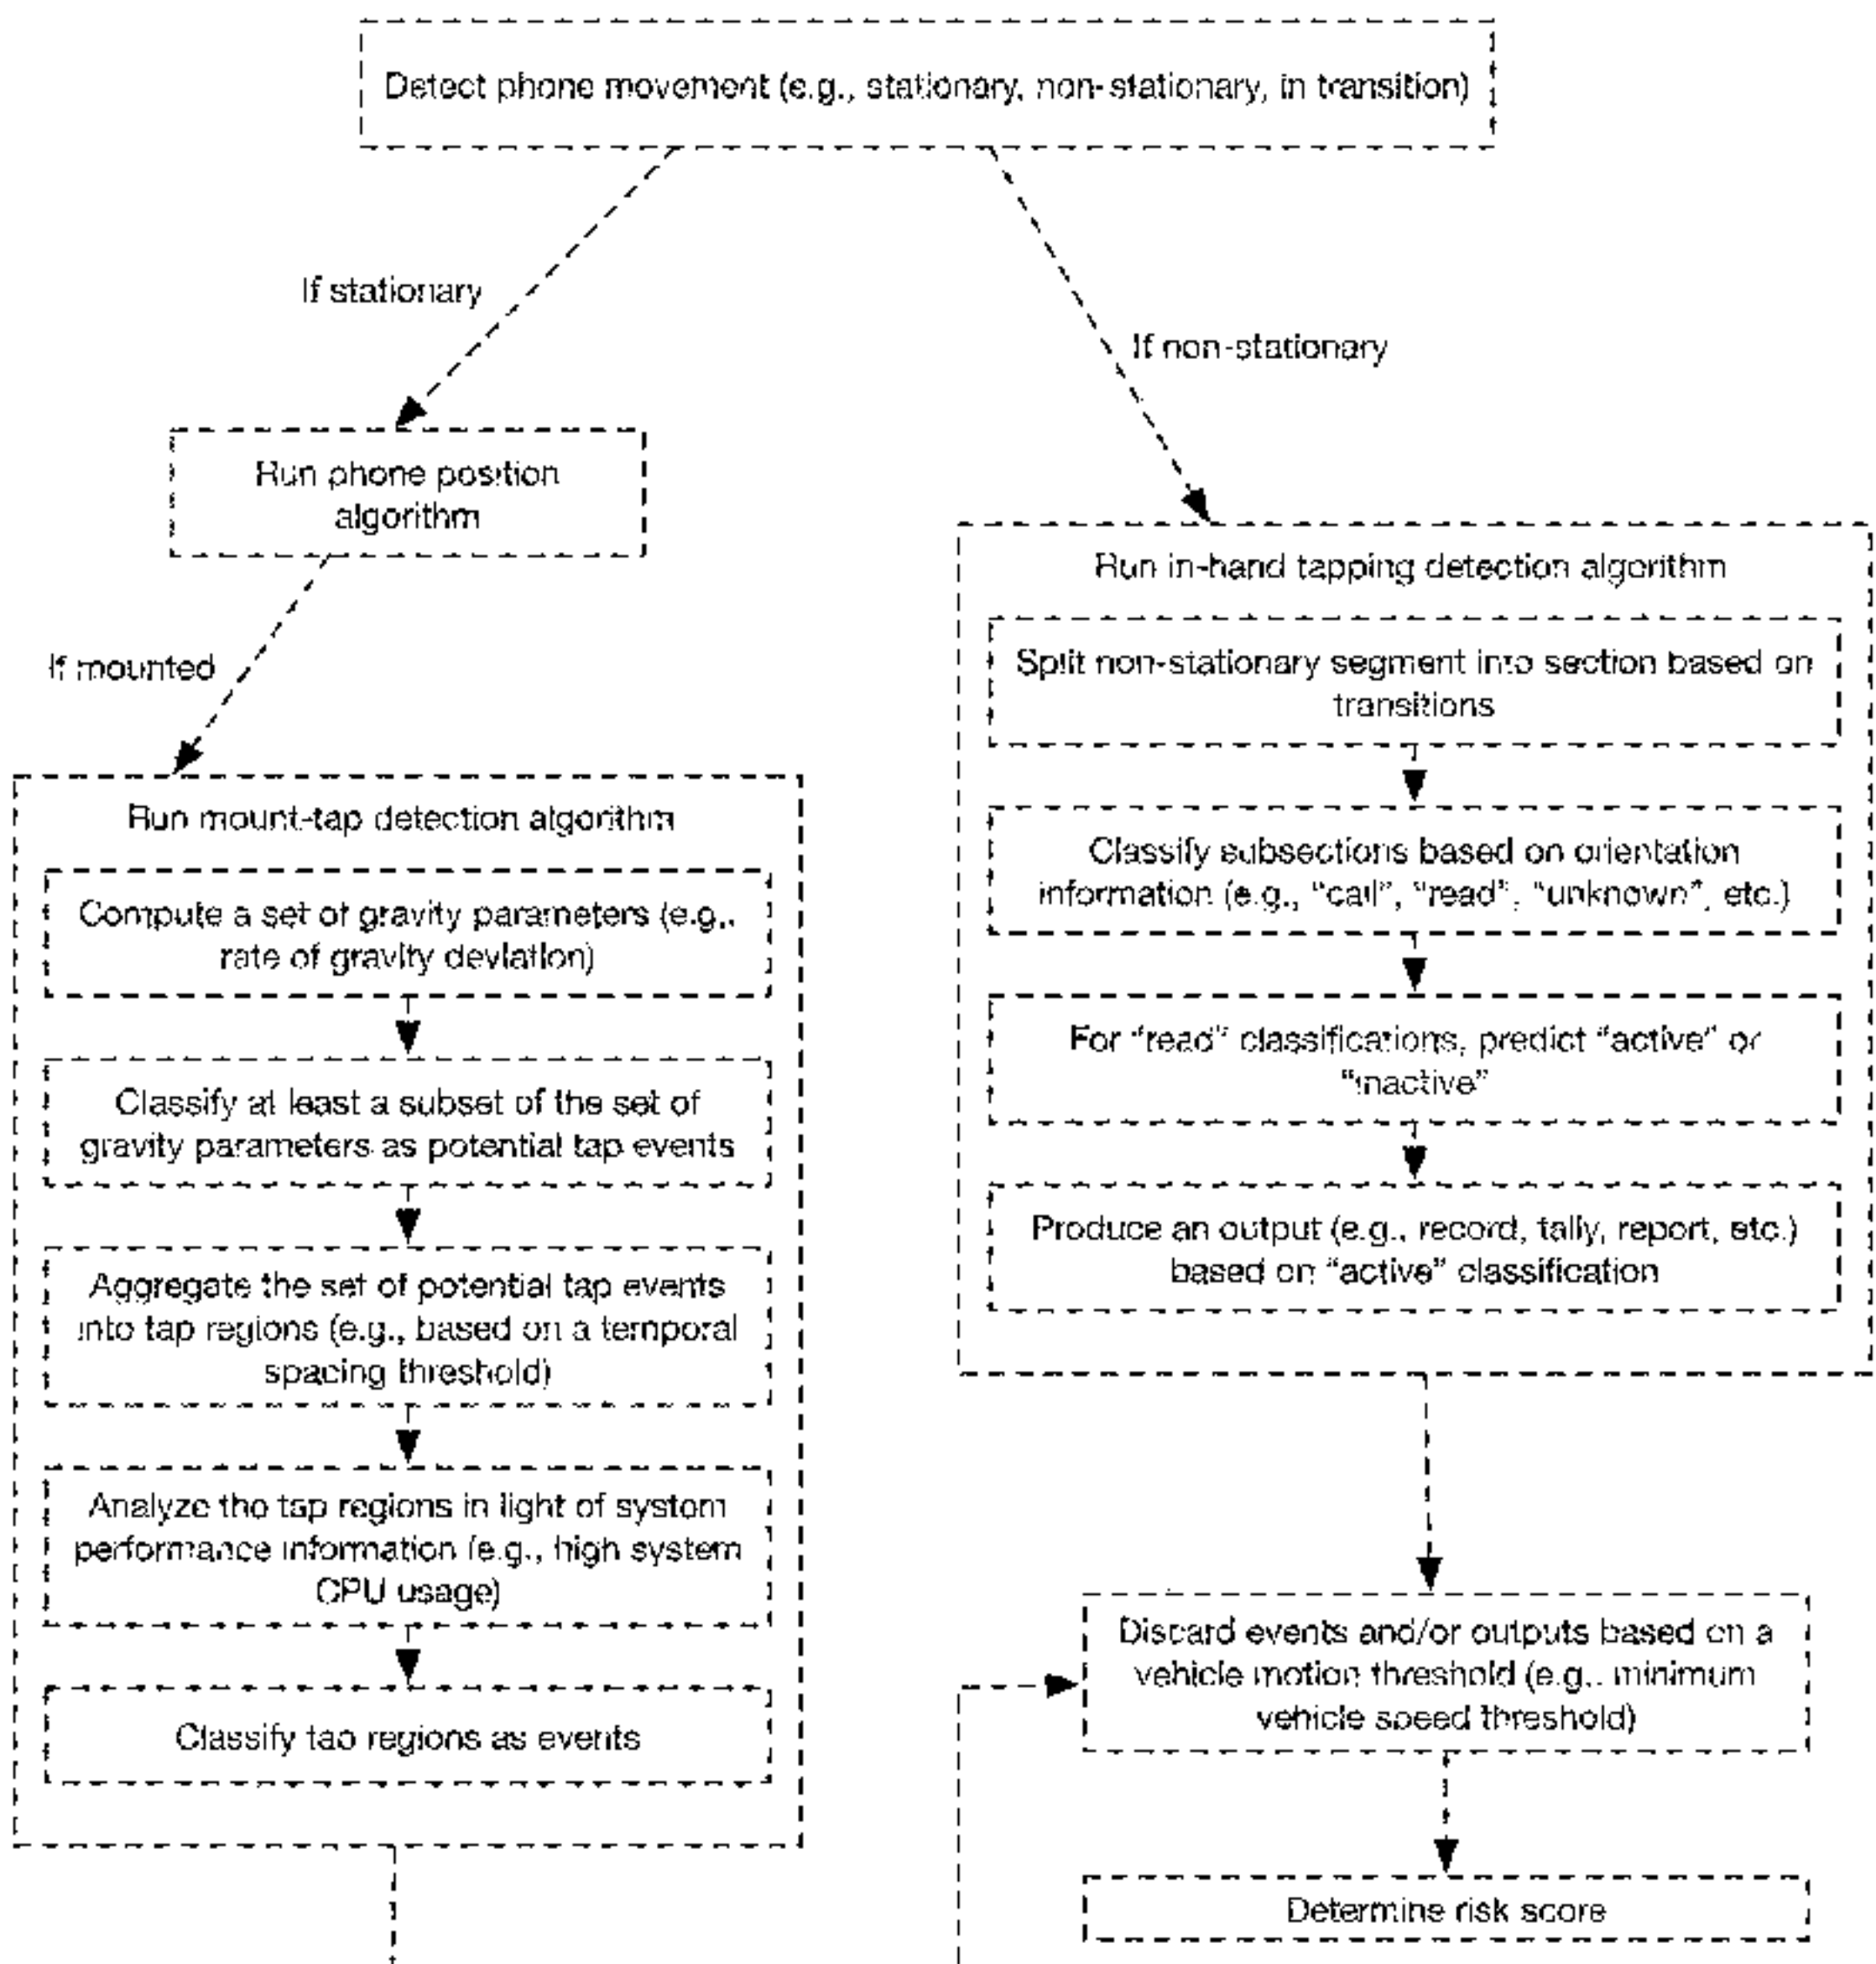 Detect phone movement (e.g., stationary, non-stationary, in transition)
If stationary
If non-stationary
Run phone position
algorithm
If mounted
Run mount-tap detection algorithm
Compute a set of gravity parameters (e.g.,
rate of gravity deviation)
Classify at least a subset of the set of
gravity parameters as potential tap events
Aggregate the set of potential tap events
into tap regions (e.g., based on a temporal
spacing threshold)
Analyze the tap regions in light of system
performance information (e.g., high system
CPU usage)
Classify tap regions as events
Run in-hand tapping detection algorithm
Split non-stationary segment into section based on
transitions
Classify subsections based on orientation
information (e.g., “call”, “read”, “unknown”, etc.)
For “read” classifications, predict “active” or
“inactive”
Produce an output (e.g., record, tally, report, etc.)
based on “active” classification
Discard events and/or outputs based on a
vehicle motion threshold (e.g., minimum
vehicle speed threshold)
Determine risk score